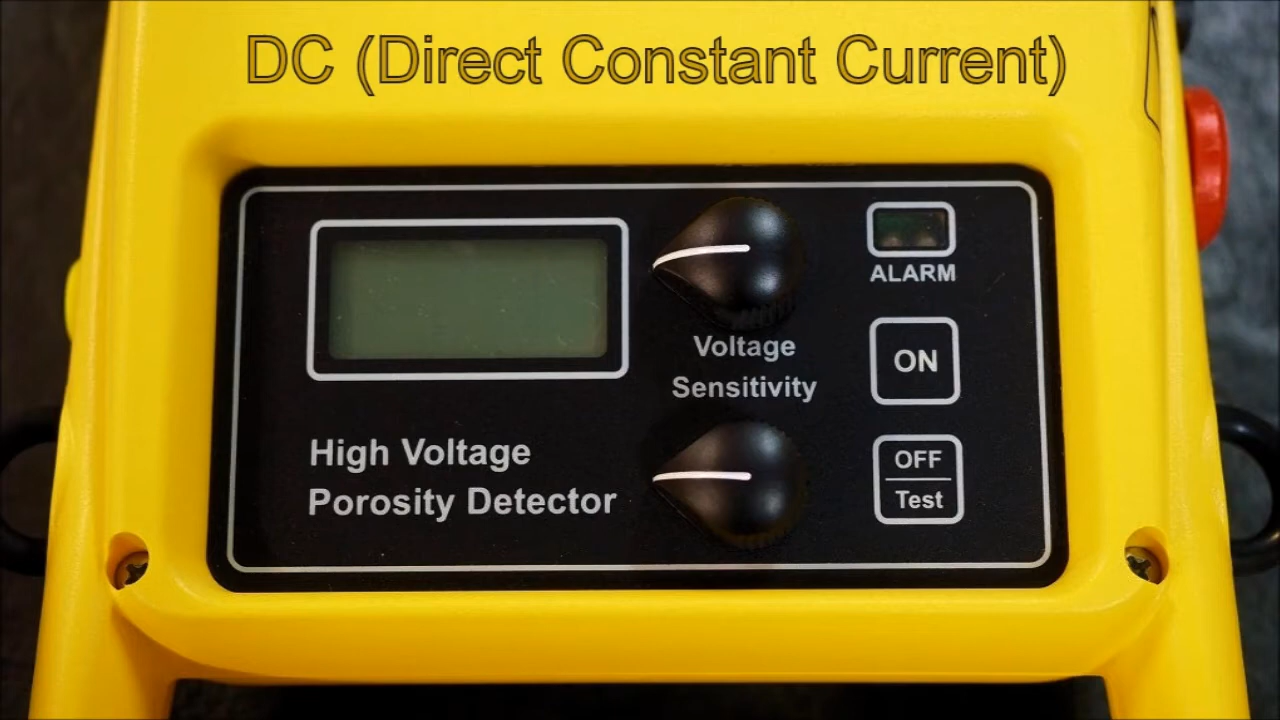 DC (Direct Constant Current)
ALARM
Voltage
Sensitivity
ON
High Voltage
Porosity Detector
OFF
Test